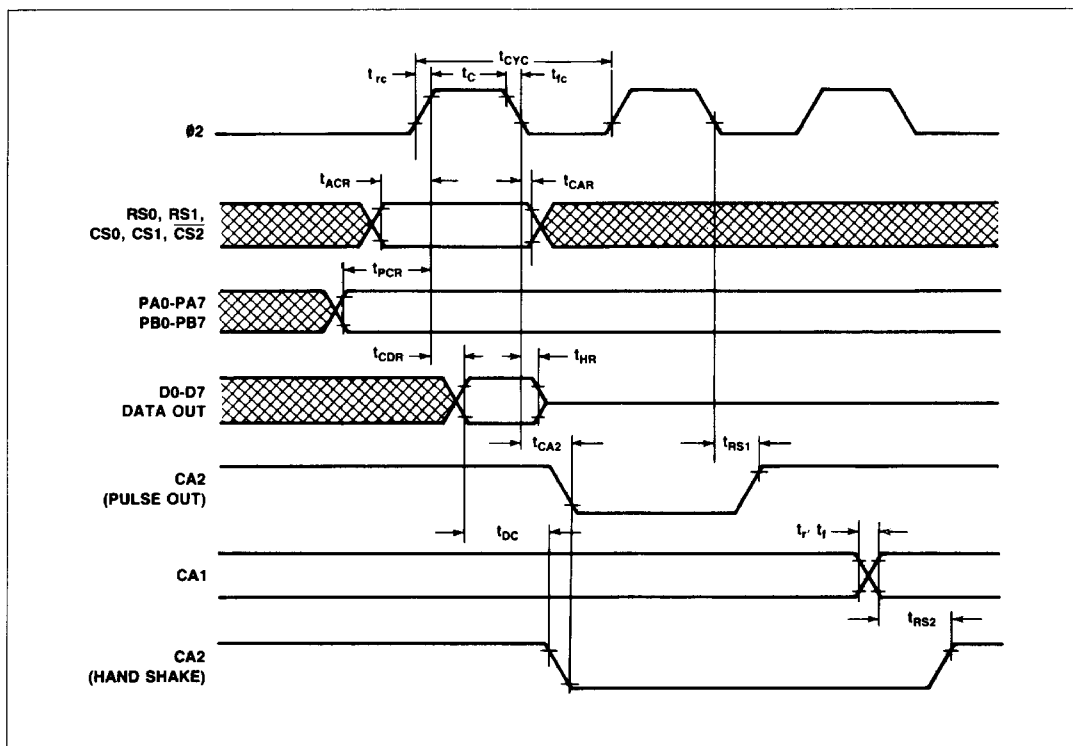 tCYC
trc tC tfc
Ø2
tACR tCAR
RS0, RS1,
CS0, CS1, C̅S̅2̅
tPCR
PA0-PA7
PB0-PB7
tCDR tHR
D0-D7
DATA OUT
tCA2 tRS1
CA2
(PULSE OUT)
tDC tr, tf
CA1
tRS2
CA2
(HAND SHAKE)